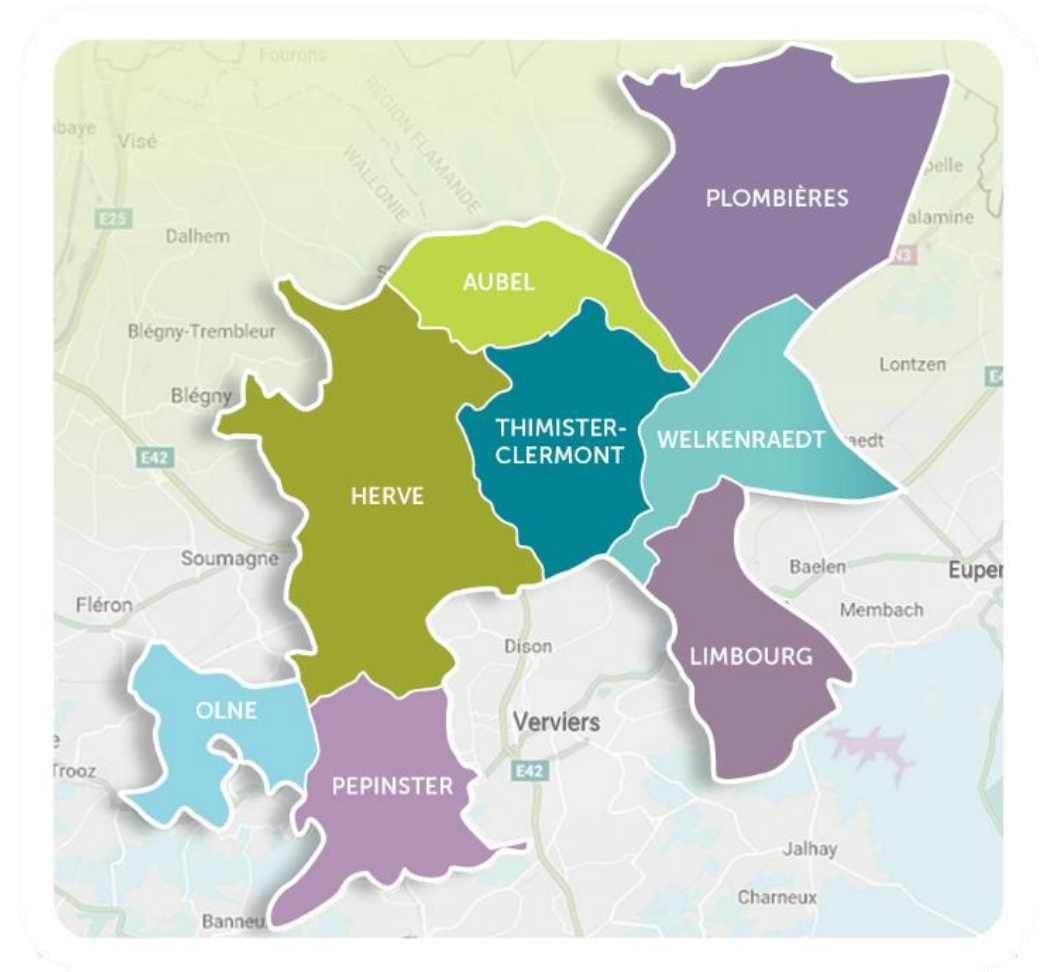 Fourons
Visé
RÉGION FLAMANDE
WALLONIE
PLOMBIÈRES
E25
Dalhem
N3
AUBEL
Blégny-Trembleur
Lontzen
Blégny
THIMISTER-
CLERMONT
WELKENRAEDT
E42
HERVE
Soumagne
Baelen
Fléron
Membach
Dison
LIMBOURG
OLNE
Verviers
Trooz
E42
PEPINSTER
Jalhay
Charneux